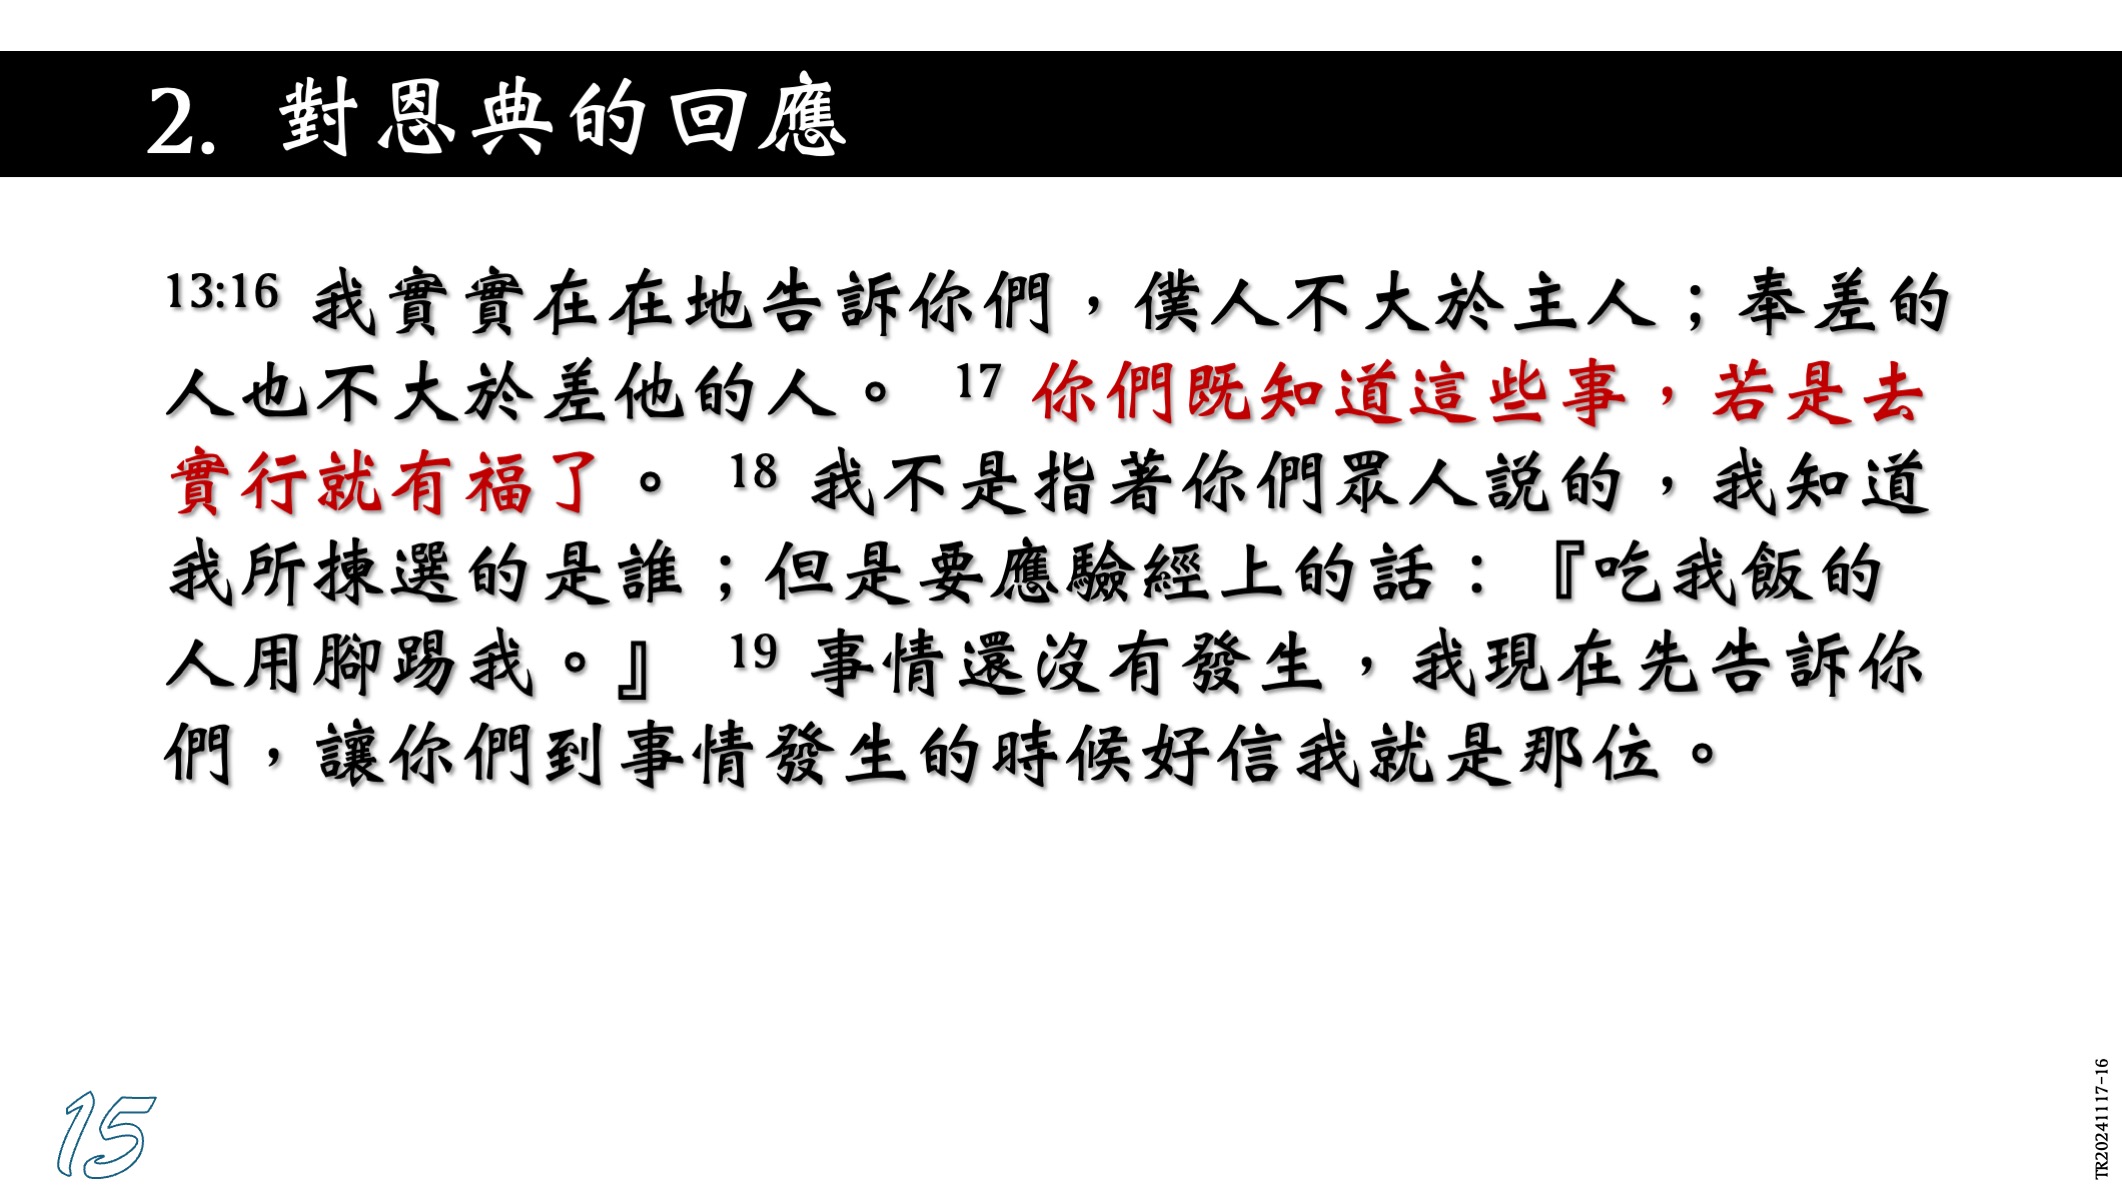 2. 對恩典的回應
13:16 我實實在在地告訴你們，僕人不大於主人；奉差的
人也不大於差他的人。 17 你們既知道這些事，若是去
實行就有福了。 18 我不是指著你們眾人説的，我知道
我所揀選的是誰；但是要應驗經上的話：『吃我飯的
人用腳踢我。』 19 事情還沒有發生，我現在先告訴你
們，讓你們到事情發生的時候好信我就是那位。
15
TR20241117-16